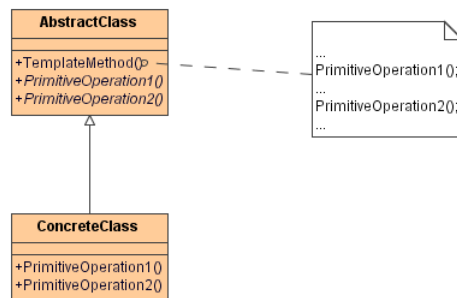 AbstractClass
+TemplateMethod()
+PrimitiveOperation1()
+PrimitiveOperation2()
...
PrimitiveOperation1();
...
PrimitiveOperation2();
...
ConcreteClass
+PrimitiveOperation1()
+PrimitiveOperation2()